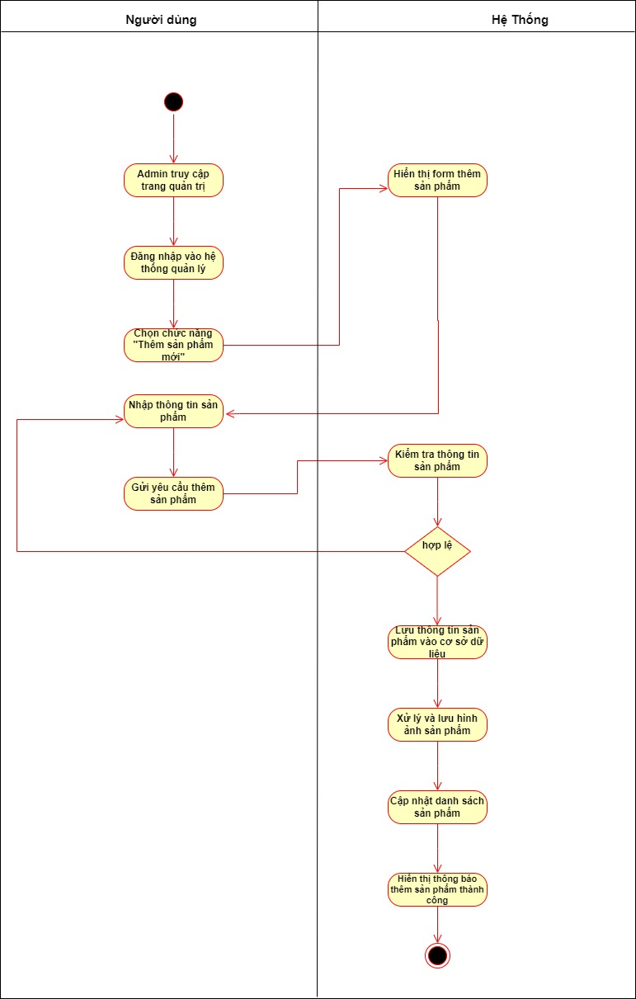 Người dùng
Hệ Thống
Admin truy cập
trang quản trị
Hiển thị form thêm
sản phẩm
Đăng nhập vào hệ
thống quản lý
Chọn chức năng
"Thêm sản phẩm
mới"
Nhập thông tin sản
phẩm
Kiểm tra thông tin
sản phẩm
Gửi yêu cầu thêm
sản phẩm
hợp lệ
Lưu thông tin sản
phẩm vào cơ sở dữ
liệu
Xử lý và lưu hình
ảnh sản phẩm
Cập nhật danh sách
sản phẩm
Hiển thị thông báo
thêm sản phẩm thành
công